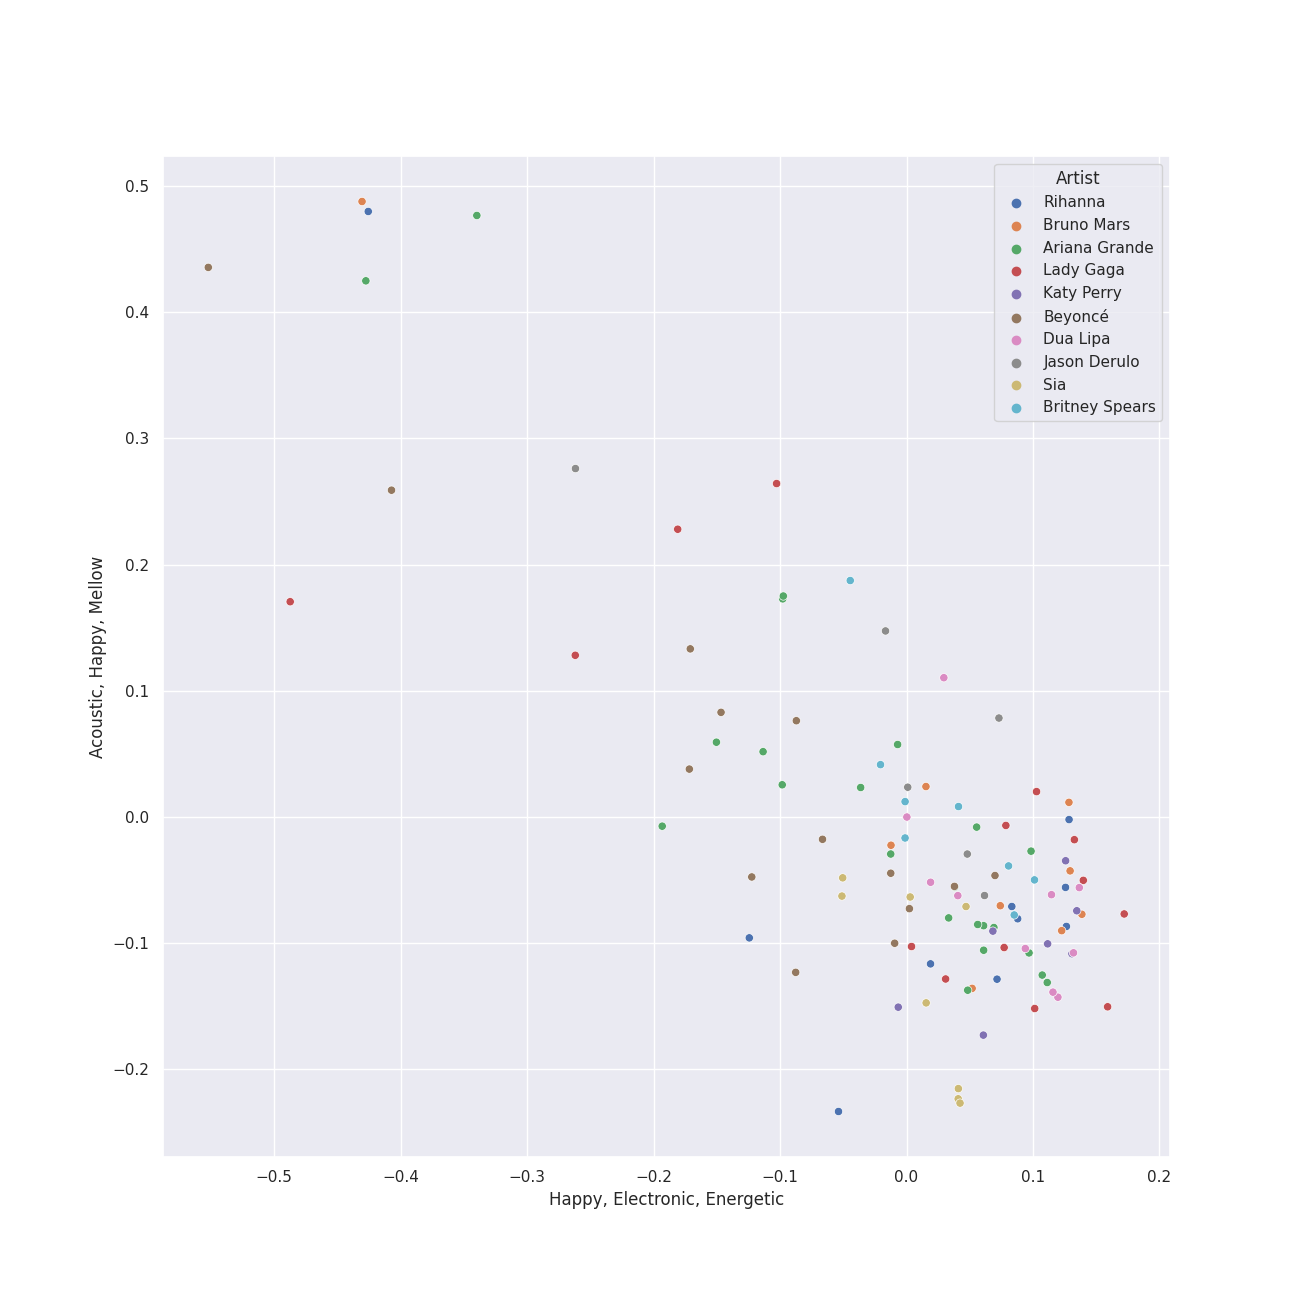 Artist
Rihanna
Bruno Mars
Ariana Grande
Lady Gaga
Katy Perry
Beyoncé
Dua Lipa
Jason Derulo
Sia
Britney Spears
0.5
0.4
0.3
0.2
0.1
0.0
−0.1
−0.2
Acoustic, Happy, Mellow
−0.5 −0.4 −0.3 −0.2 −0.1 0.0 0.1 0.2
Happy, Electronic, Energetic